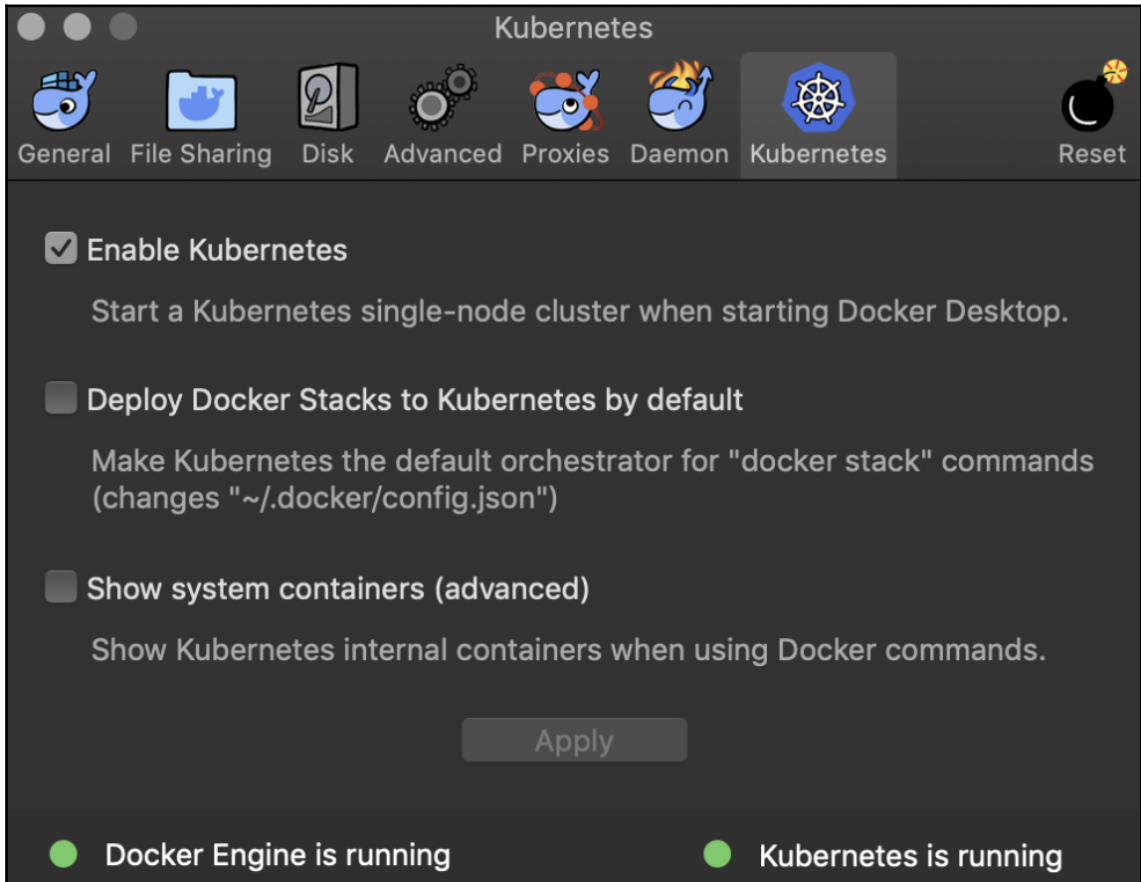 Kubernetes
General File Sharing Disk Advanced Proxies Daemon Kubernetes Reset
Enable Kubernetes
Start a Kubernetes single-node cluster when starting Docker Desktop.
Deploy Docker Stacks to Kubernetes by default
Make Kubernetes the default orchestrator for "docker stack" commands
(changes "~/.docker/config.json")
Show system containers (advanced)
Show Kubernetes internal containers when using Docker commands.
Apply
Docker Engine is running Kubernetes is running